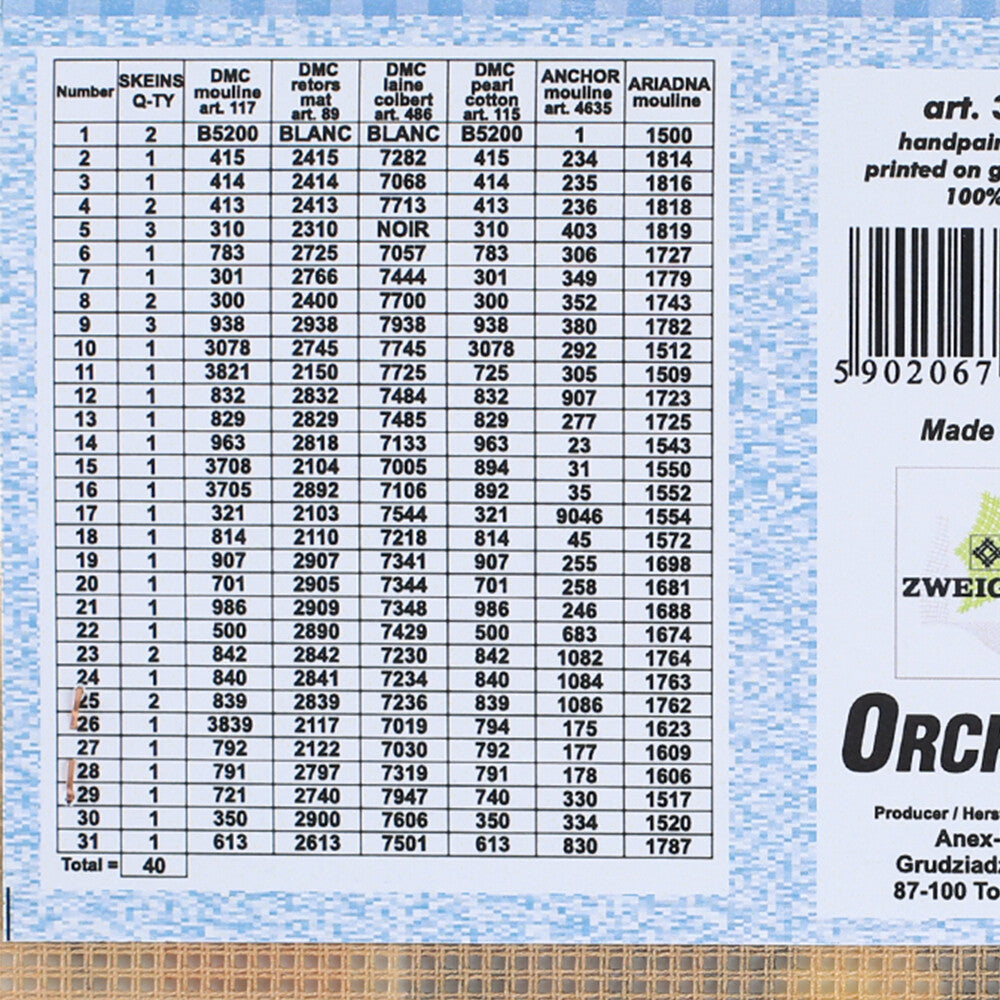 Number SKEINS Q-TY DMC mouline art. 117 DMC retors mat art. 89 DMC laine colbert art. 486 DMC pearl cotton art. 115 ANCHOR mouline art. 4635 ARIADNA mouline
1 2 B5200 BLANC BLANC B5200 1 1500
2 1 415 2415 7282 415 234 1814
3 1 414 2414 7068 414 235 1816
4 2 413 2413 7713 413 236 1818
5 3 310 2310 NOIR 310 403 1819
6 1 783 2725 7057 783 306 1727
7 1 301 2766 7444 301 349 1779
8 2 300 2400 7700 300 352 1743
9 3 938 2938 7938 938 380 1782
10 1 3078 2745 7745 3078 292 1512
11 1 3821 2150 7725 725 305 1509
12 1 832 2832 7484 832 907 1723
13 1 829 2829 7485 829 277 1725
14 1 963 2818 7133 963 23 1543
15 1 3708 2104 7005 894 31 1550
16 1 3705 2892 7106 892 35 1552
17 1 321 2103 7544 321 9046 1554
18 1 814 2110 7218 814 45 1572
19 1 907 2907 7341 907 255 1698
20 1 701 2905 7344 701 258 1681
21 1 986 2909 7348 986 246 1688
22 1 500 2890 7429 500 683 1674
23 2 842 2842 7230 842 1082 1764
24 1 840 2841 7234 840 1084 1763
25 2 839 2839 7236 839 1086 1762
26 1 3839 2117 7019 794 175 1623
27 1 792 2122 7030 792 177 1609
28 1 791 2797 7319 791 178 1606
29 1 721 2740 7947 740 330 1517
30 1 350 2900 7606 350 334 1520
31 1 613 2613 7501 613 830 1787
Total = 40
art. 3
handpain
printed on g
100%
5 902067
Made
ZWEIG
ORCH
Producer / Hers
Anex-
Grudziadz
87-100 To